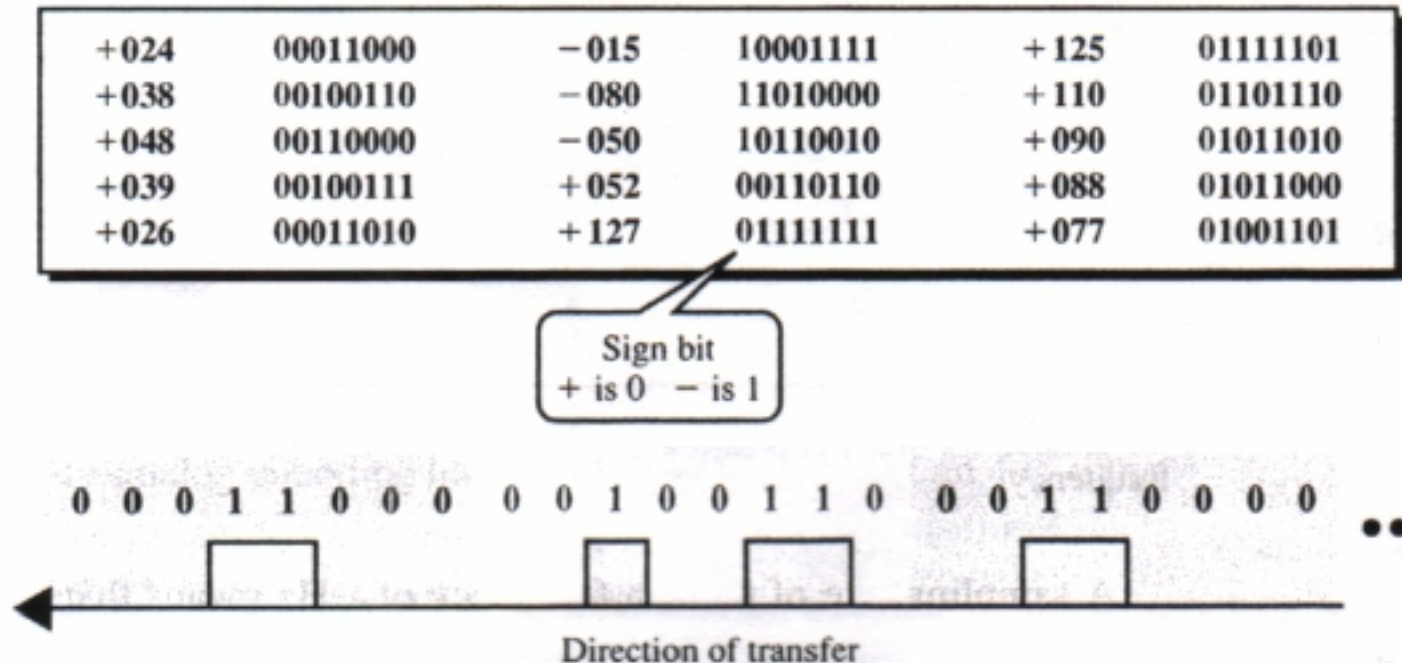 +024 00011000 −015 10001111 +125 01111101
+038 00100110 −080 11010000 +110 01101110
+048 00110000 −050 10110010 +090 01011010
+039 00100111 +052 00110110 +088 01011000
+026 00011010 +127 01111111 +077 01001101
Sign bit
+ is 0 − is 1
0 0 0 1 1 0 0 0 0 0 1 0 0 1 1 0 0 0 1 1 0 0 0 0
Direction of transfer